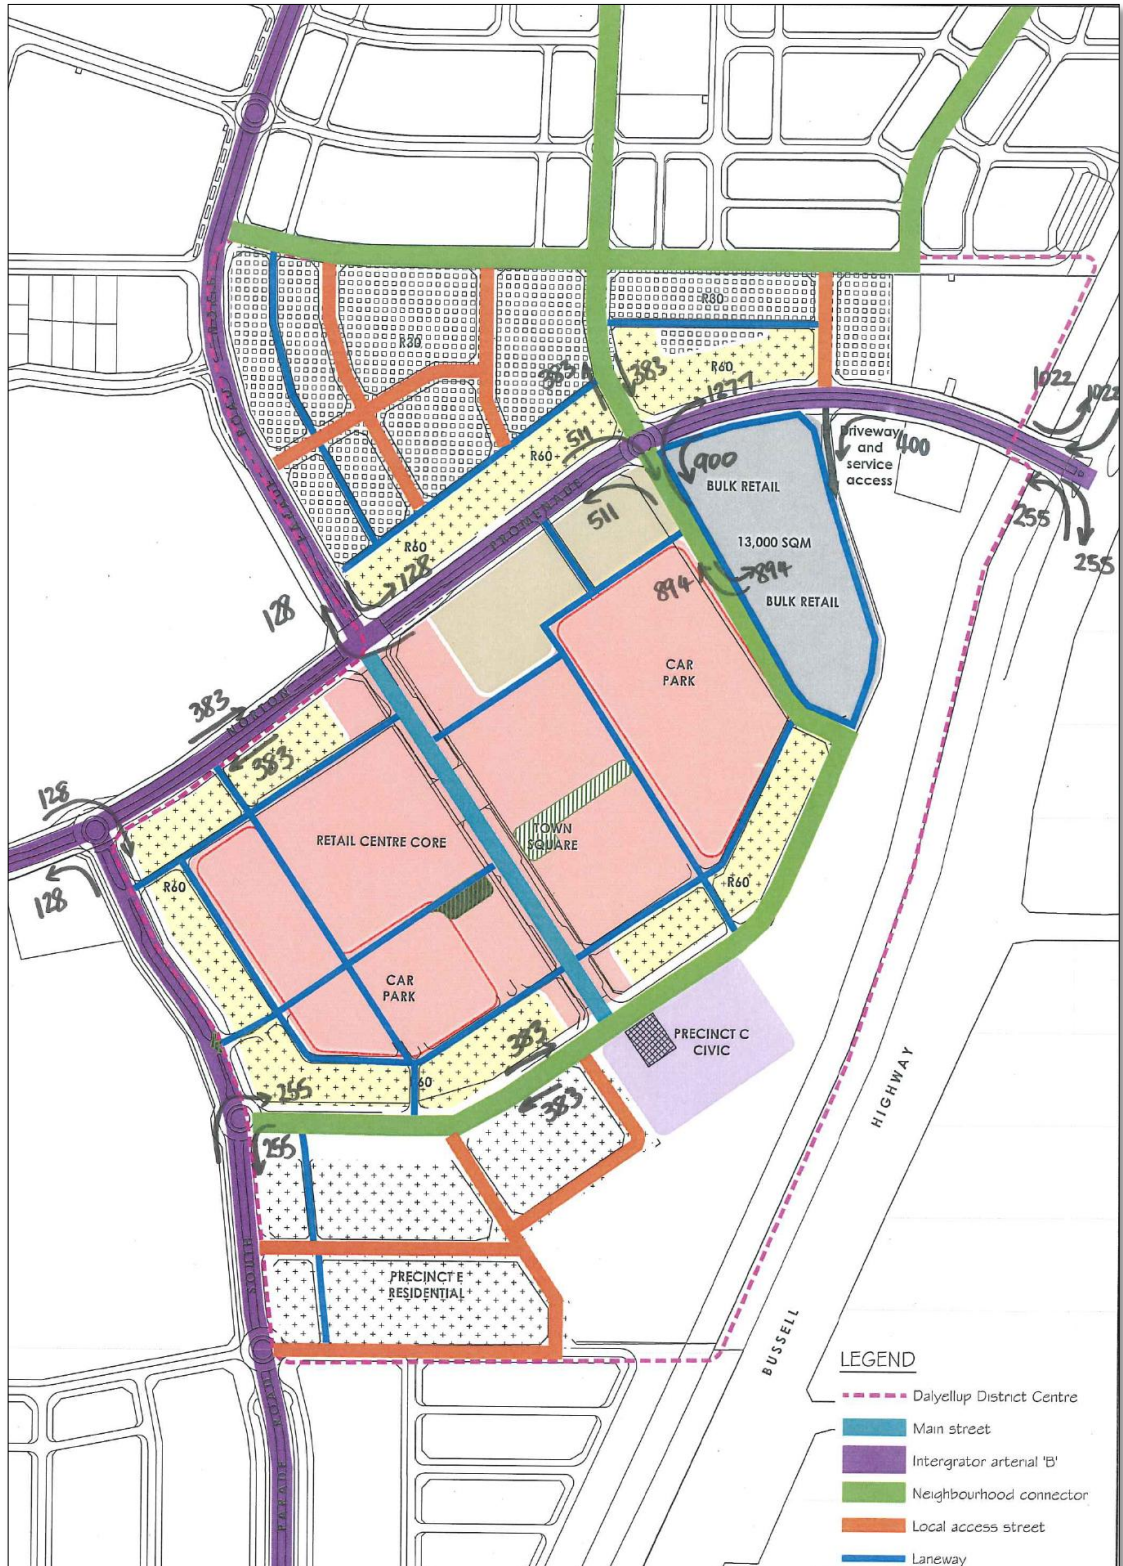 R30
R30
383
383
1022
1022
R60
1277
511
R60
900
Driveway
and
service
access
400
BULK RETAIL
PROMENADE
511
255
255
13,000 SQM
R60
128
894
894
BULK RETAIL
128
CAR
PARK
383
NORTON
383
128
TOWN
SQUARE
RETAIL CENTRE CORE
R60
R60
128
CAR
PARK
383
PRECINCT C
CIVIC
BUSSELL
HIGHWAY
R60
255
383
255
PRECINCT E
RESIDENTIAL
PARADE
ROAD
LEGEND
Dalyellup District Centre
Main street
Intergrator arterial 'B'
Neighbourhood connector
Local access street
Laneway